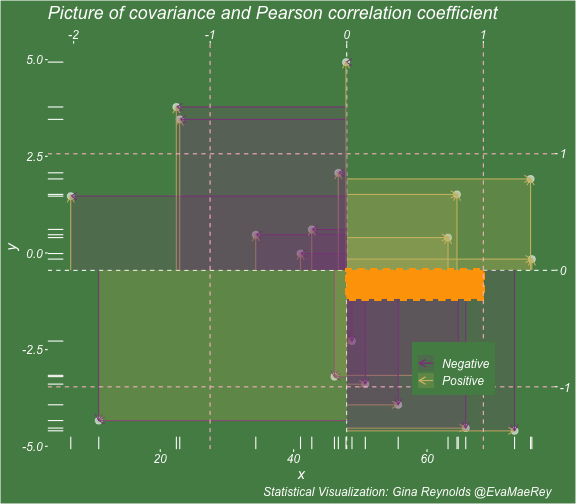 Picture of covariance and Pearson correlation coefficient
-2 -1 0 1
5.0
2.5
0.0
-2.5
-5.0
y
1
0
-1
Negative
Positive
20 40 60
x
Statistical Visualization: Gina Reynolds @EvaMaeRey